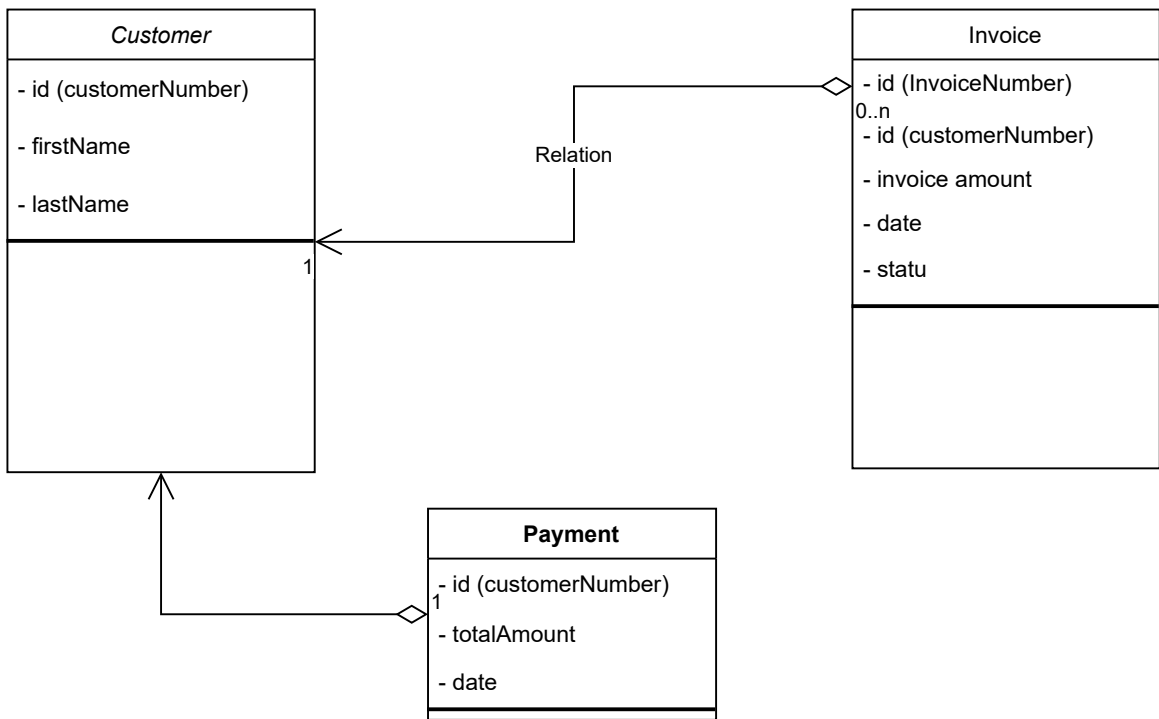 Customer
- id (customerNumber)
- firstName
- lastName
1
Relation
Invoice
- id (InvoiceNumber)
0..n
- id (customerNumber)
- invoice amount
- date
- statu
Payment
- id (customerNumber)
1
- totalAmount
- date